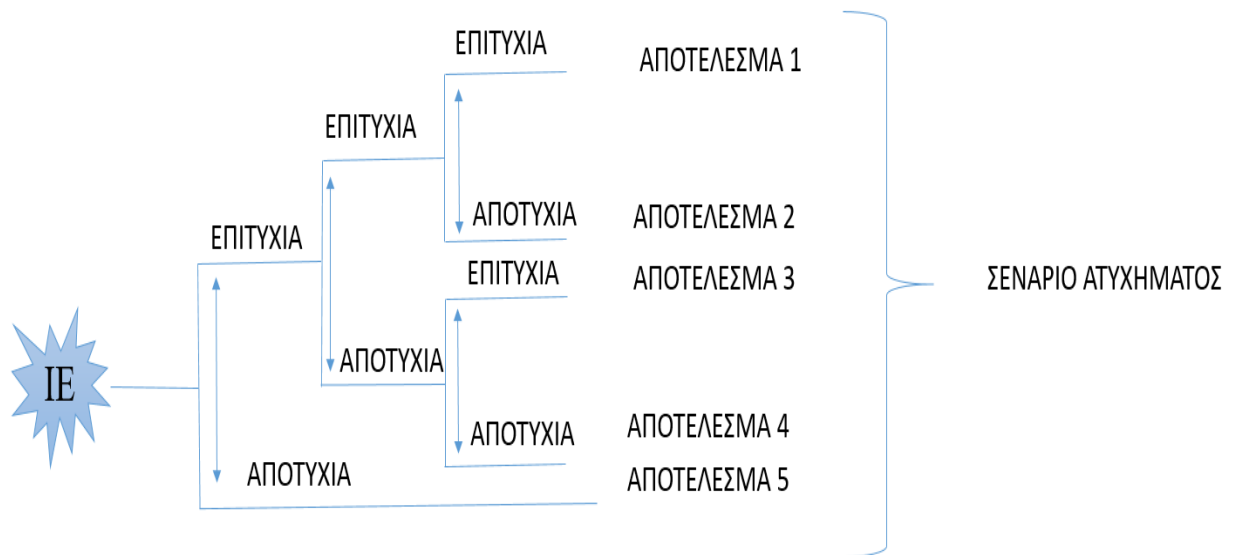 ΕΠΙΤΥΧΙΑ
ΑΠΟΤΕΛΕΣΜΑ 1
ΕΠΙΤΥΧΙΑ
ΑΠΟΤΥΧΙΑ
ΑΠΟΤΕΛΕΣΜΑ 2
ΕΠΙΤΥΧΙΑ
ΕΠΙΤΥΧΙΑ
ΑΠΟΤΕΛΕΣΜΑ 3
ΣΕΝΑΡΙΟ ΑΤΥΧΗΜΑΤΟΣ
ΑΠΟΤΥΧΙΑ
IE
ΑΠΟΤΥΧΙΑ
ΑΠΟΤΕΛΕΣΜΑ 4
ΑΠΟΤΥΧΙΑ
ΑΠΟΤΕΛΕΣΜΑ 5